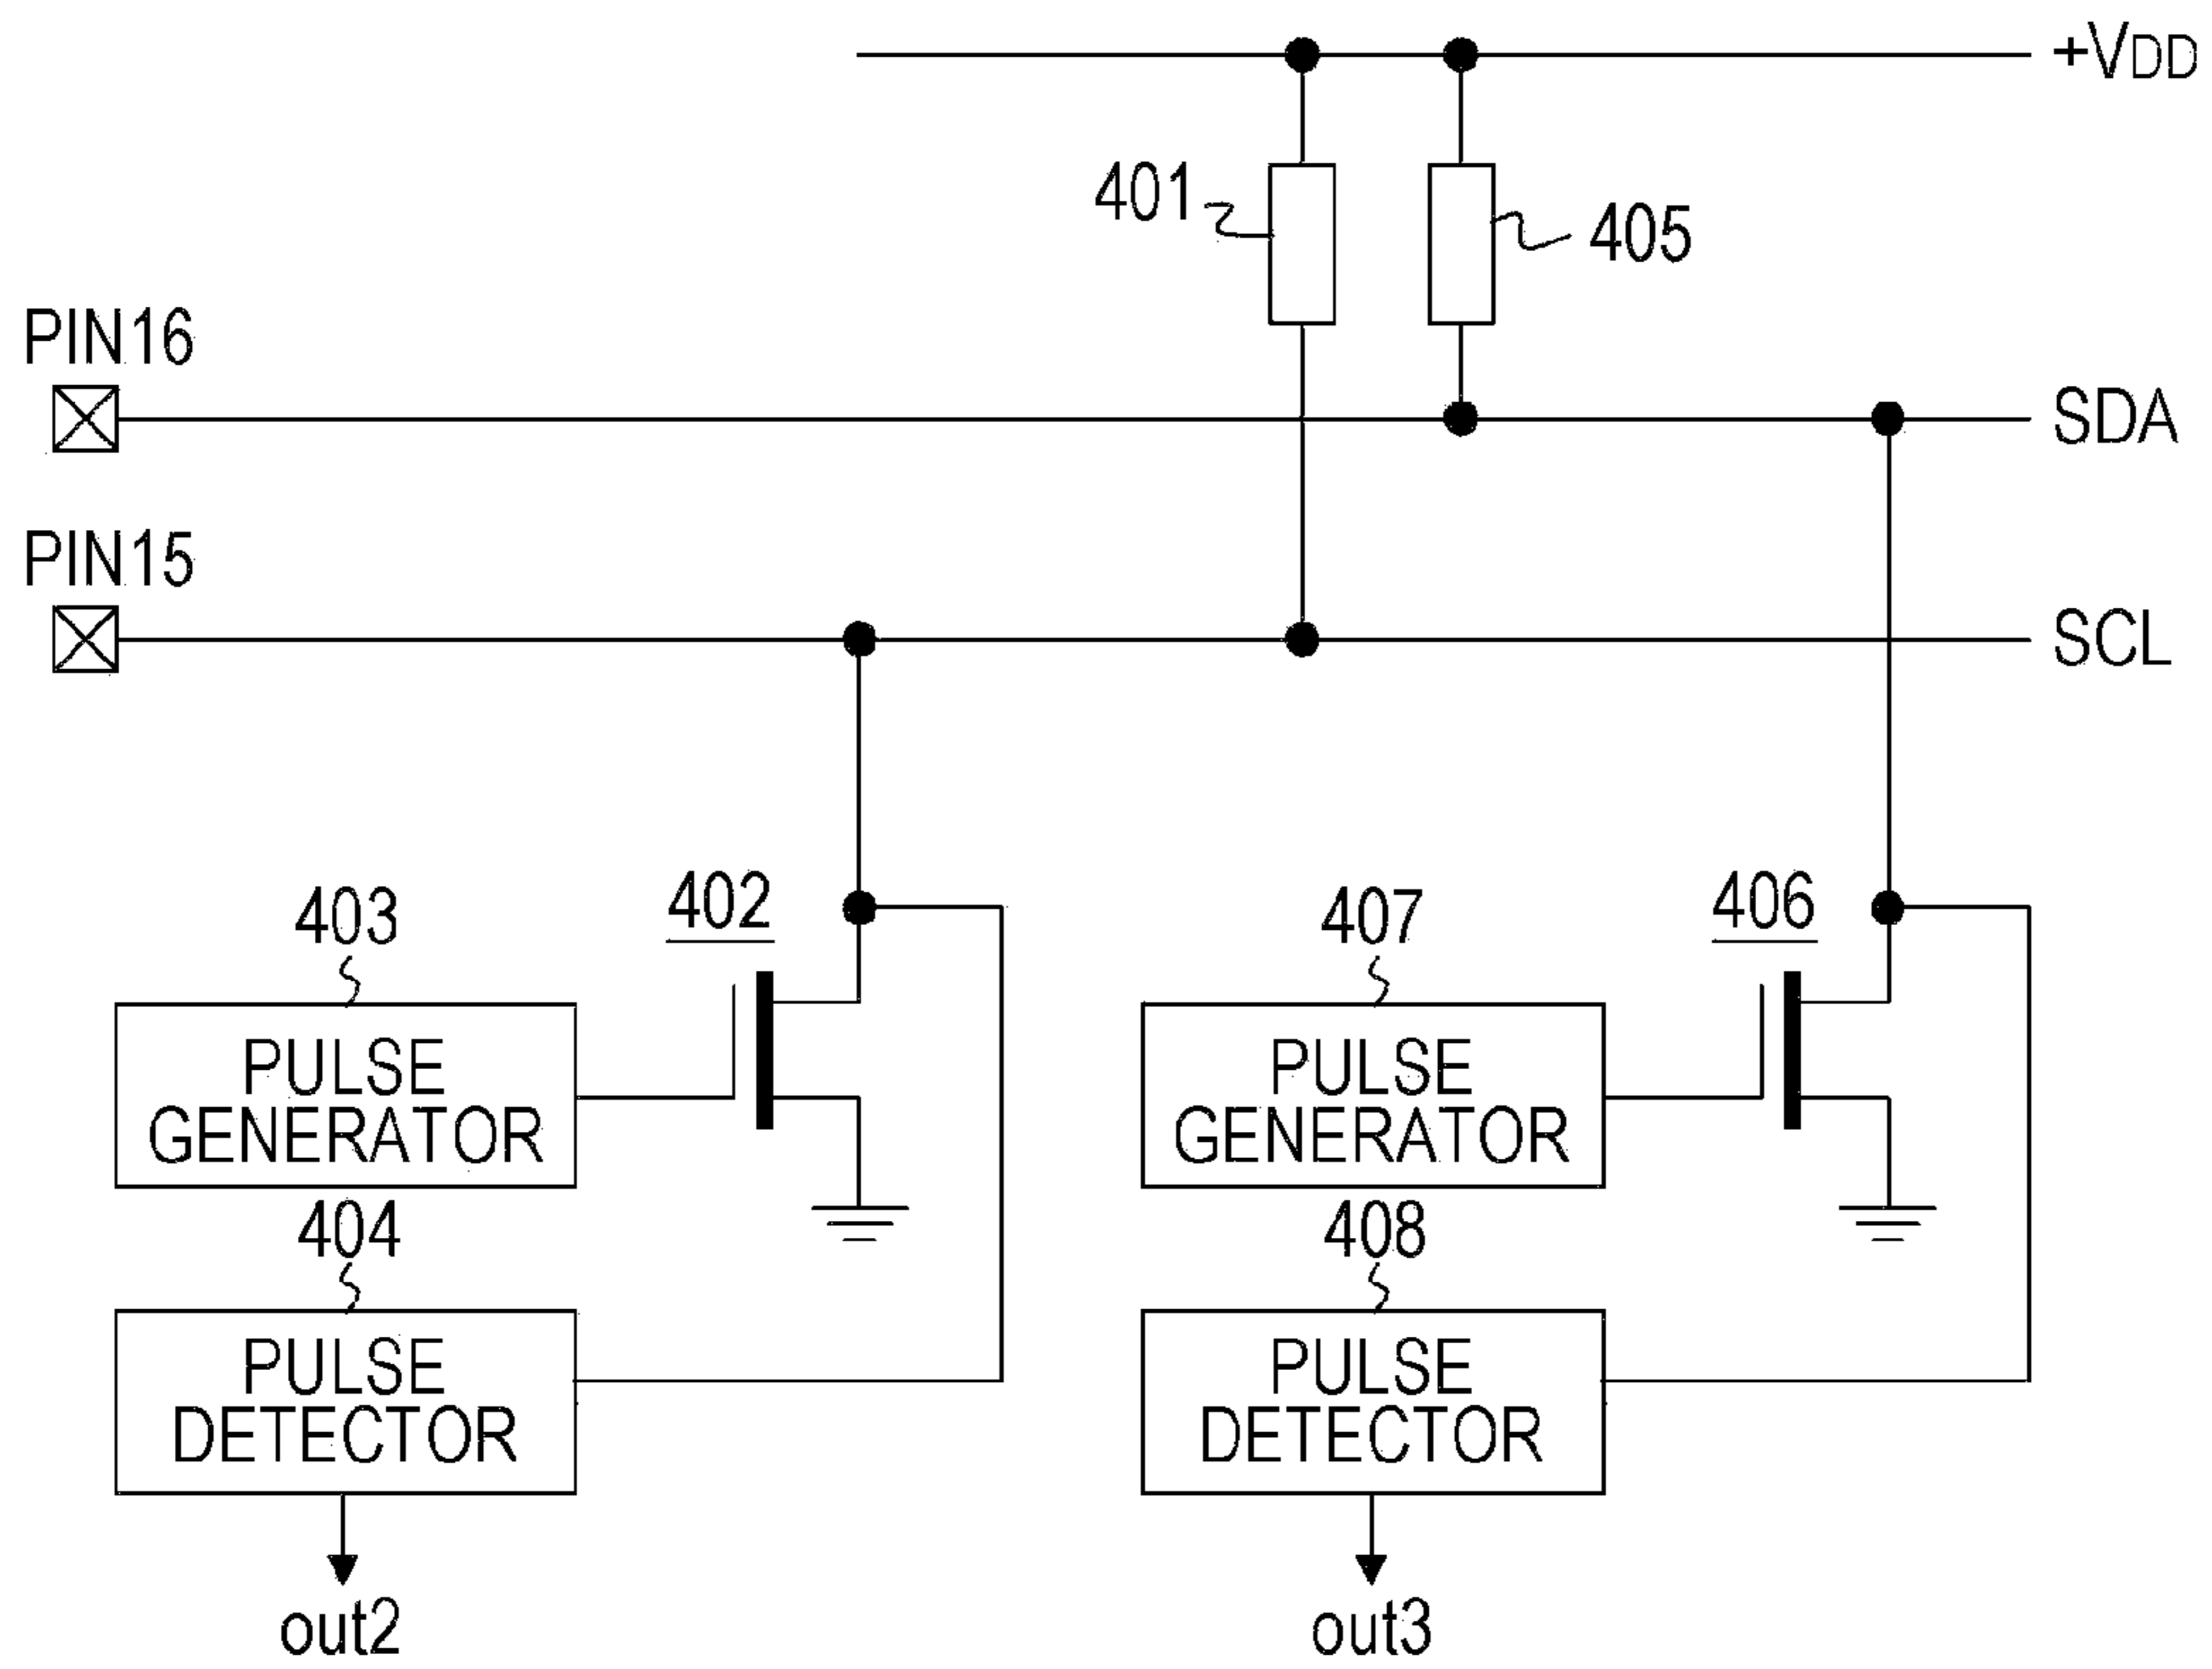 +VDD
401
405
PIN16
SDA
PIN15
SCL
403
402
407
406
PULSE
GENERATOR
PULSE
GENERATOR
404
408
PULSE
DETECTOR
PULSE
DETECTOR
out2
out3